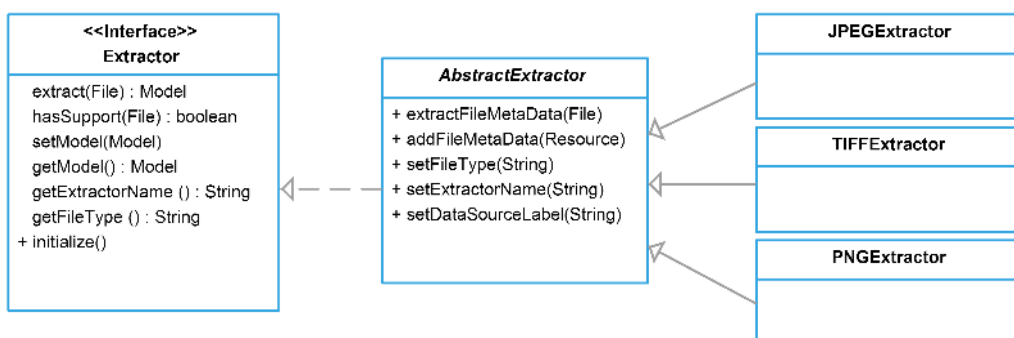 <<Interface>>
Extractor
extract(File) : Model
hasSupport(File) : boolean
setModel(Model)
getModel() : Model
getExtractorName () : String
getFileType () : String
+ initialize()
AbstractExtractor
+ extractFileMetaData(File)
+ addFileMetaData(Resource)
+ setFileType(String)
+ setExtractorName(String)
+ setDataSourceLabel(String)
JPEGExtractor
TIFFExtractor
PNGExtractor